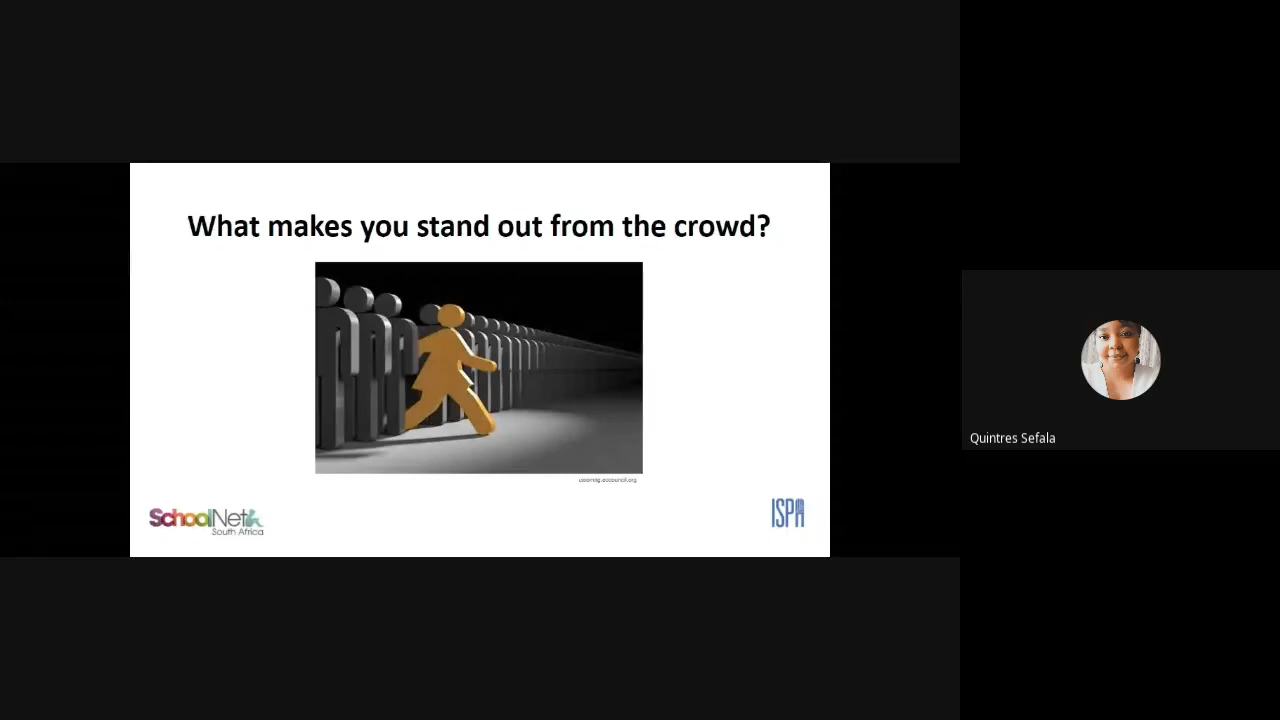 What makes you stand out from the crowd?
SchoolNet
South Africa
ISPA
Quintres Sefala